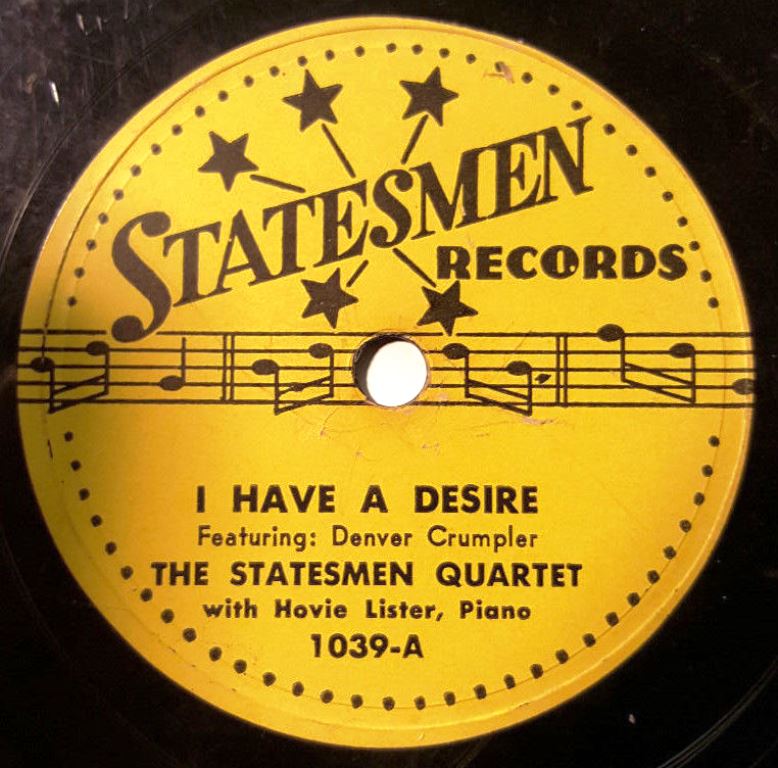 STATESMEN
RECORDS
I HAVE A DESIRE
Featuring: Denver Crumpler
THE STATESMEN QUARTET
with Hovie Lister, Piano
1039-A